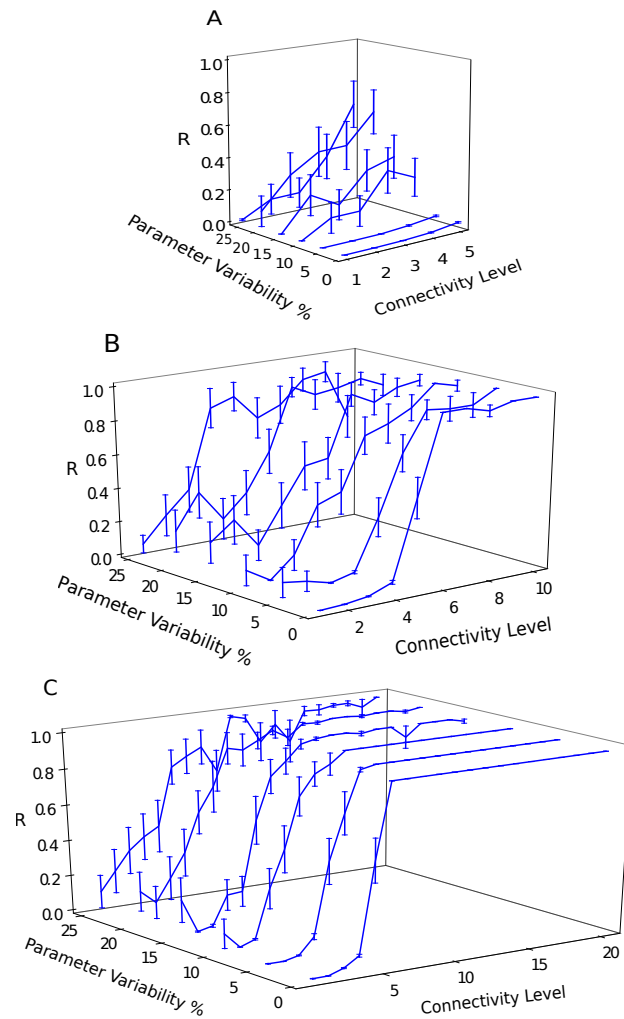 A
1.0
0.8
0.6
R
0.4
0.2
0.0
25 20 15 10 5 0
Parameter Variability %
1 2 3 4 5
Connectivity Level
B
1.0
0.8
0.6
R
0.4
0.2
0.0
25 20 15 10 5 0
Parameter Variability %
2 4 6 8 10
Connectivity Level
C
1.0
0.8
0.6
R
0.4
0.2
0.0
25 20 15 10 5 0
Parameter Variability %
5 10 15 20
Connectivity Level